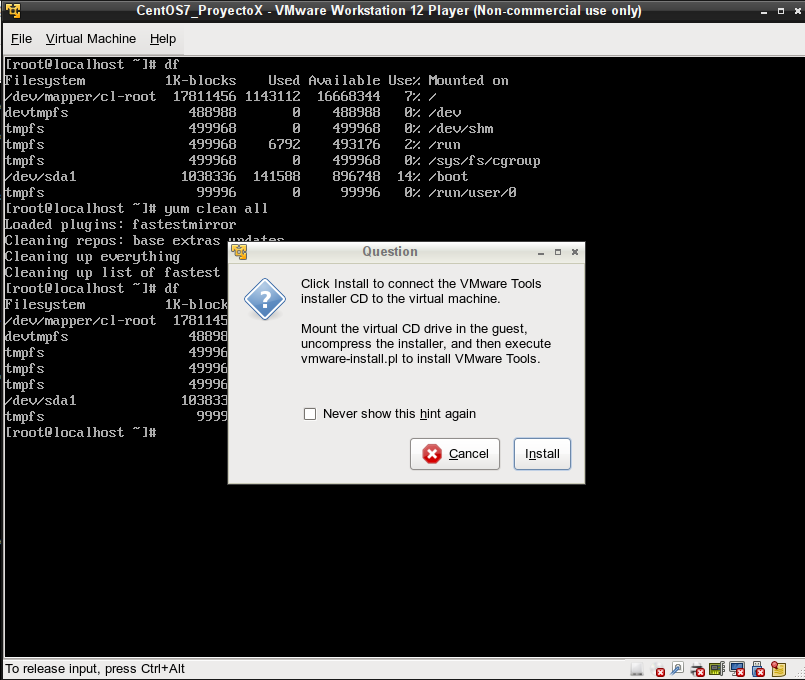 CentOS7_ProyectoX - VMware Workstation 12 Player (Non-commercial use only)
File Virtual Machine Help
[root@localhost ~]# df
Filesystem 1K-blocks Used Available Use% Mounted on
/dev/mapper/cl-root 17811456 1143112 16668344 7% /
devtmpfs 488988 0 488988 0% /dev
tmpfs 499968 0 499968 0% /dev/shm
tmpfs 499968 6792 493176 2% /run
tmpfs 499968 0 499968 0% /sys/fs/cgroup
/dev/sda1 1038336 141588 896748 14% /boot
tmpfs 99996 0 99996 0% /run/user/0
[root@localhost ~]# yum clean all
Loaded plugins: fastestmirror
Cleaning repos: base extras updates
Cleaning up everything
Cleaning up list of fastest
[root@localhost ~]# df
Filesystem 1K-block
/dev/mapper/cl-root 1781145
devtmpfs 48898
tmpfs 49996
tmpfs 49996
tmpfs 49996
/dev/sda1 103833
tmpfs 9999
[root@localhost ~]#
Question
Click Install to connect the VMware Tools
installer CD to the virtual machine.
Mount the virtual CD drive in the guest,
uncompress the installer, and then execute
vmware-install.pl to install VMware Tools.
Never show this hint again
Cancel Install
To release input, press Ctrl+Alt